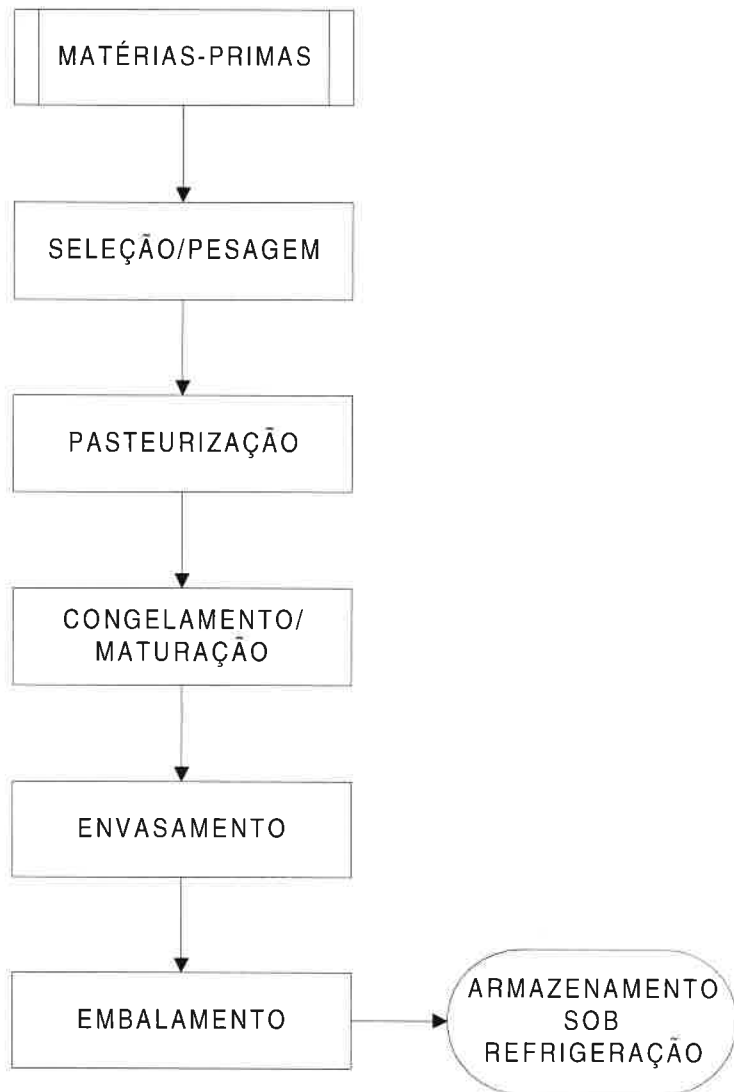 MATÉRIAS-PRIMAS
SELEÇÃO/PESAGEM
PASTEURIZAÇÃO
CONGELAMENTO/
MATURAÇÃO
ENVASAMENTO
EMBALAMENTO
ARMAZENAMENTO
SOB
REFRIGERAÇÃO